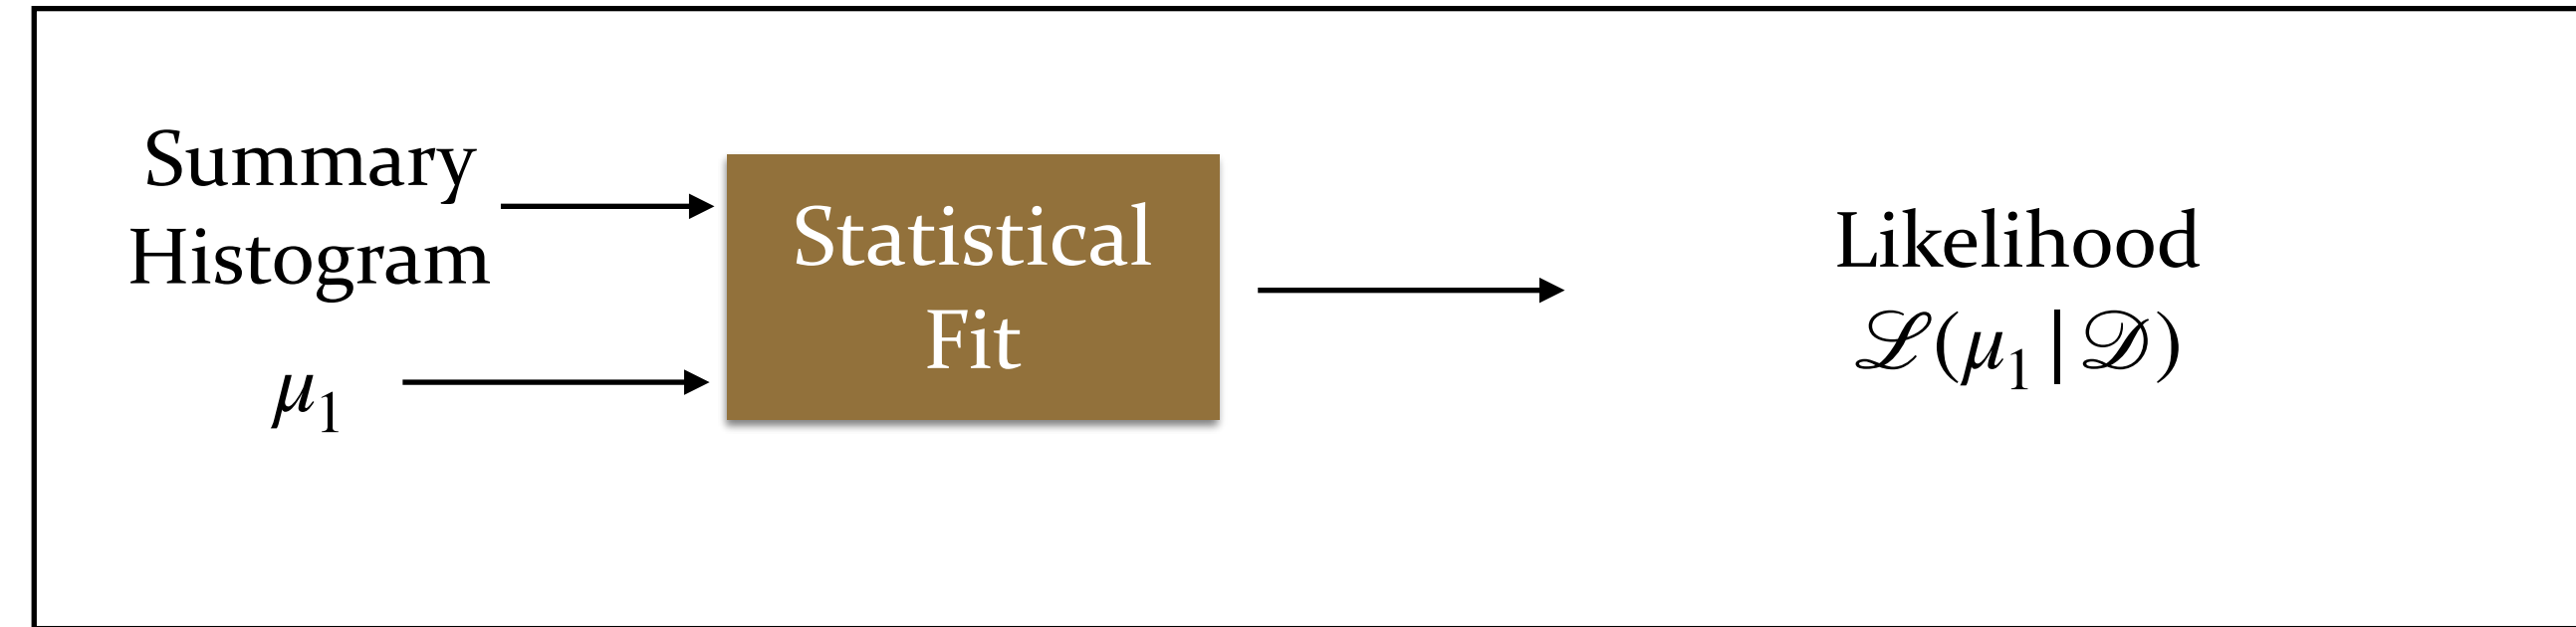 Summary
Histogram
μ₁
Statistical
Fit
Likelihood
ℒ(μ₁|𝒟)